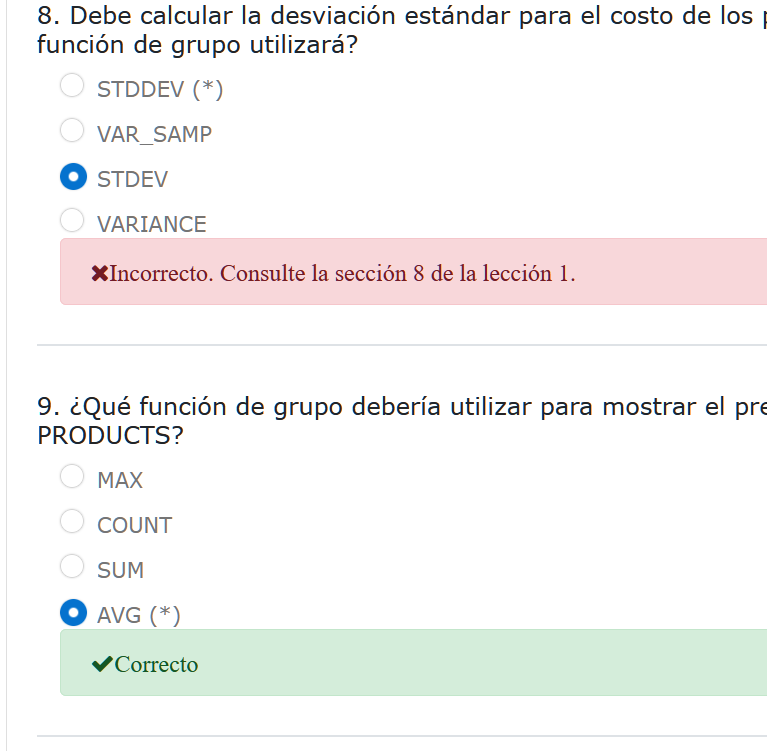 8. Debe calcular la desviación estándar para el costo de los
función de grupo utilizará?
STDDEV (*)
VAR_SAMP
STDEV
VARIANCE
✖Incorrecto. Consulte la sección 8 de la lección 1.
9. ¿Qué función de grupo debería utilizar para mostrar el pre
PRODUCTS?
MAX
COUNT
SUM
AVG (*)
✔Correcto